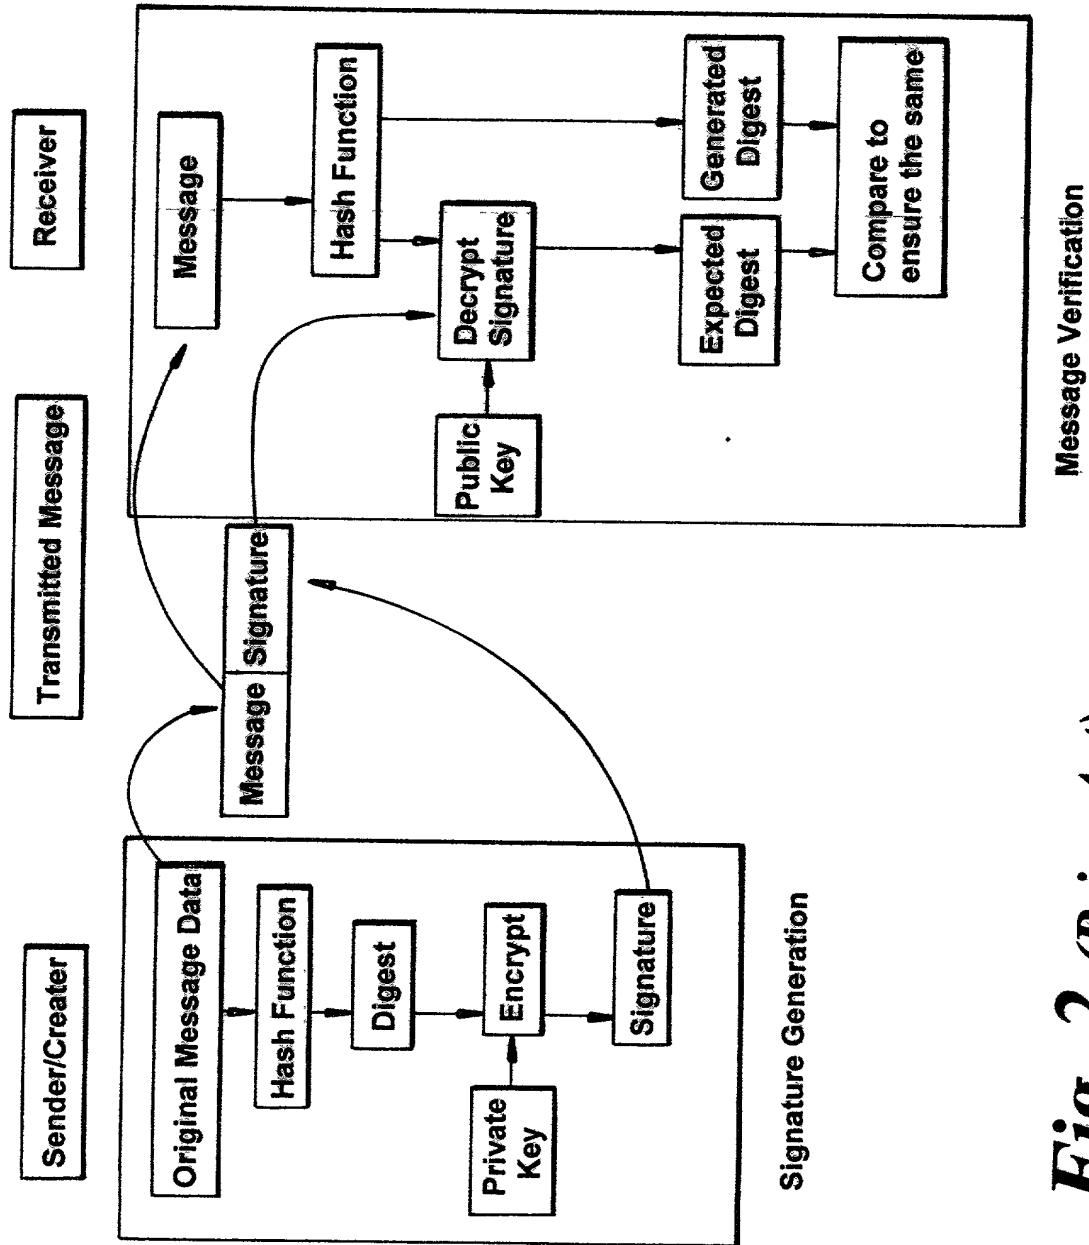 Sender/Creater
Transmitted Message
Receiver
Original Message Data
Hash Function
Digest
Private
Key
Encrypt
Signature
Signature Generation
Message
Signature
Message
Hash Function
Public
Key
Decrypt
Signature
Expected
Digest
Generated
Digest
Compare to
ensure the same
Message Verification
Fig. 2